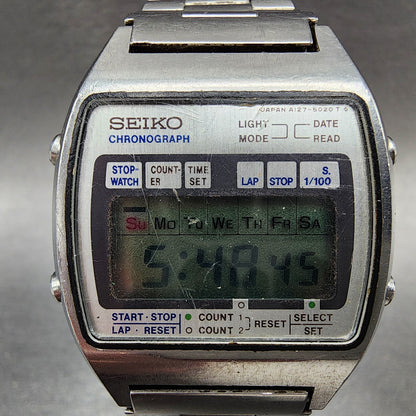 JAPAN A127-5020 T
SEIKO
CHRONOGRAPH
LIGHT DATE
MODE READ
STOP-WATCH COUNT-ER TIME SET LAP STOP S. 1/100
SU MO TU WE TH FR SA
5:48 45
START·STOP COUNT 1 RESET SELECT
LAP·RESET COUNT 2 SET